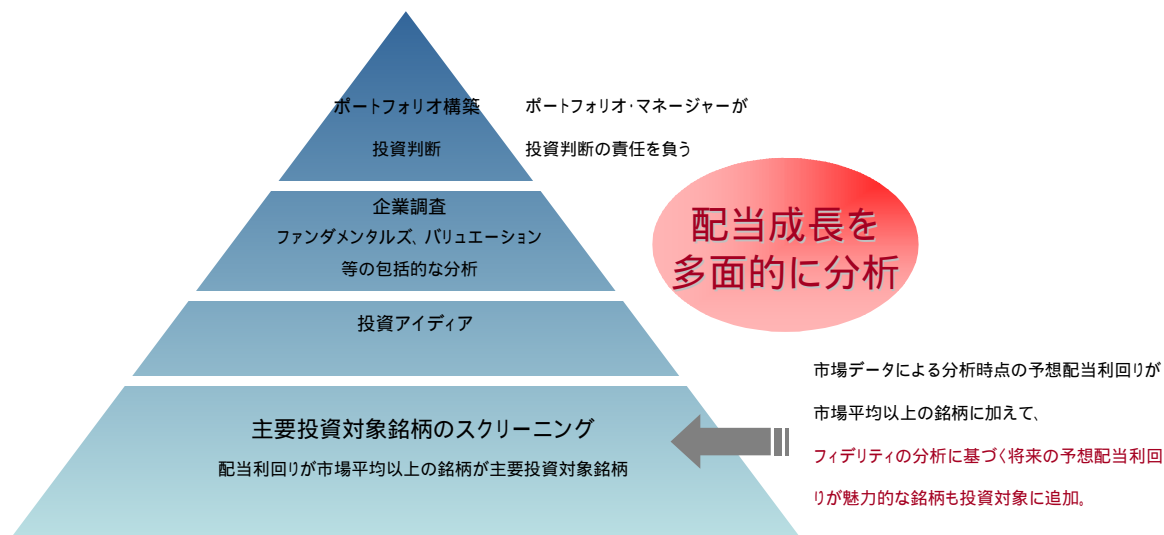 ポートフォリオ構築
投資判断
ポートフォリオ・マネージャーが
投資判断の責任を負う
企業調査
ファンダメンタルズ、バリュエーション
等の包括的な分析
配当成長を
多面的に分析
投資アイディア
主要投資対象銘柄のスクリーニング
配当利回りが市場平均以上の銘柄が主要投資対象銘柄
市場データによる分析時点の予想配当利回りが
市場平均以上の銘柄に加えて、
フィデリティの分析に基づく将来の予想配当利回
りが魅力的な銘柄も投資対象に追加。